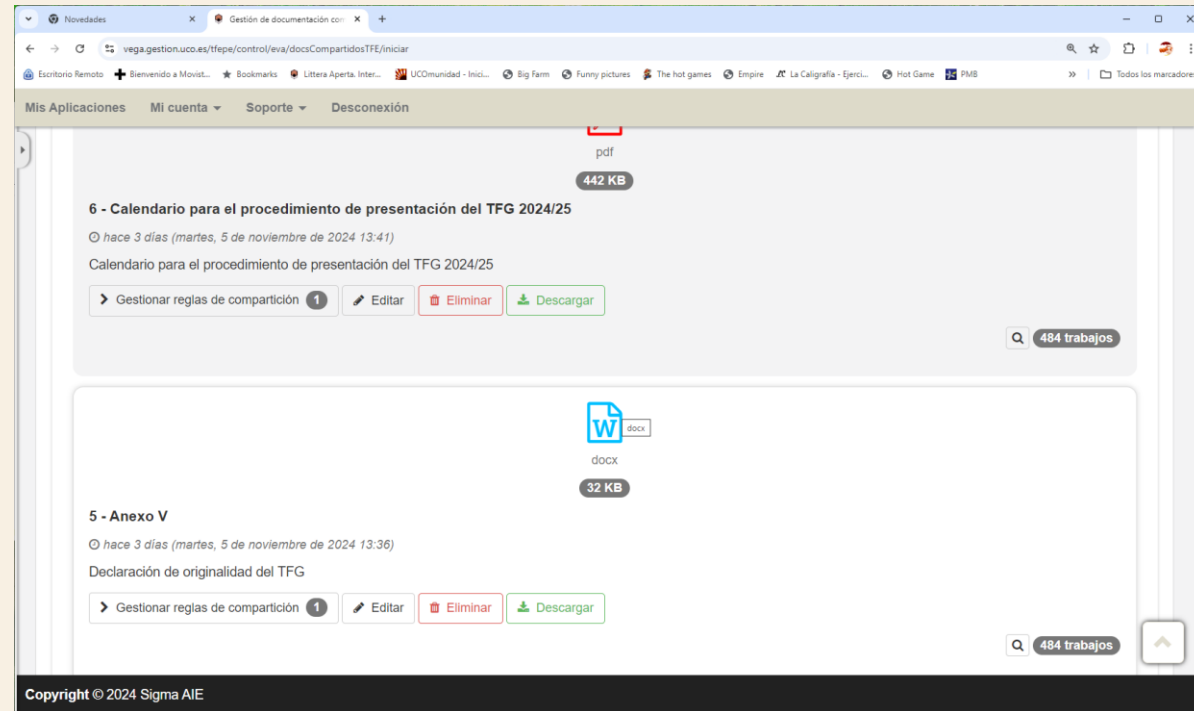 Novedades
Gestión de documentación com
vega.gestion.uco.es/tfepe/control/eva/docsCompartidosTFE/iniciar
Escritorio Remoto Bienvenido a Movist... Bookmarks Littera Aperta. Inter... UCOmunidad - Inici... Big Farm Funny pictures The hot games Empire La Caligrafía - Ejerci... Hot Game PMB » Todos los marcadores
Mis Aplicaciones Mi cuenta Soporte Desconexión
pdf
442 KB
6 - Calendario para el procedimiento de presentación del TFG 2024/25
hace 3 días (martes, 5 de noviembre de 2024 13:41)
Calendario para el procedimiento de presentación del TFG 2024/25
Gestionar reglas de compartición 1 Editar Eliminar Descargar
484 trabajos
W docx
docx
32 KB
5 - Anexo V
hace 3 días (martes, 5 de noviembre de 2024 13:36)
Declaración de originalidad del TFG
Gestionar reglas de compartición 1 Editar Eliminar Descargar
484 trabajos
Copyright © 2024 Sigma AIE